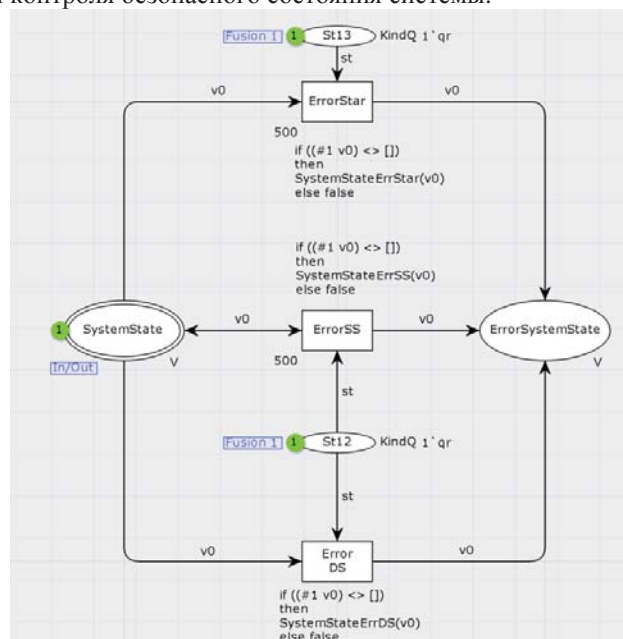 контроля безопасного состояния системы.
Fusion 1
1
St13
KindQ 1`qr
st
v0
ErrorStar
v0
500
if ((#1 v0) <> [])
then
SystemStateErrStar(v0)
else false
if ((#1 v0) <> [])
then
SystemStateErrSS(v0)
else false
1
SystemState
v0
ErrorSS
v0
ErrorSystemState
In/Out
V
500
V
st
Fusion 1
1
St12
KindQ 1`qr
st
v0
Error
DS
v0
if ((#1 v0) <> [])
then
SystemStateErrDS(v0)
else false